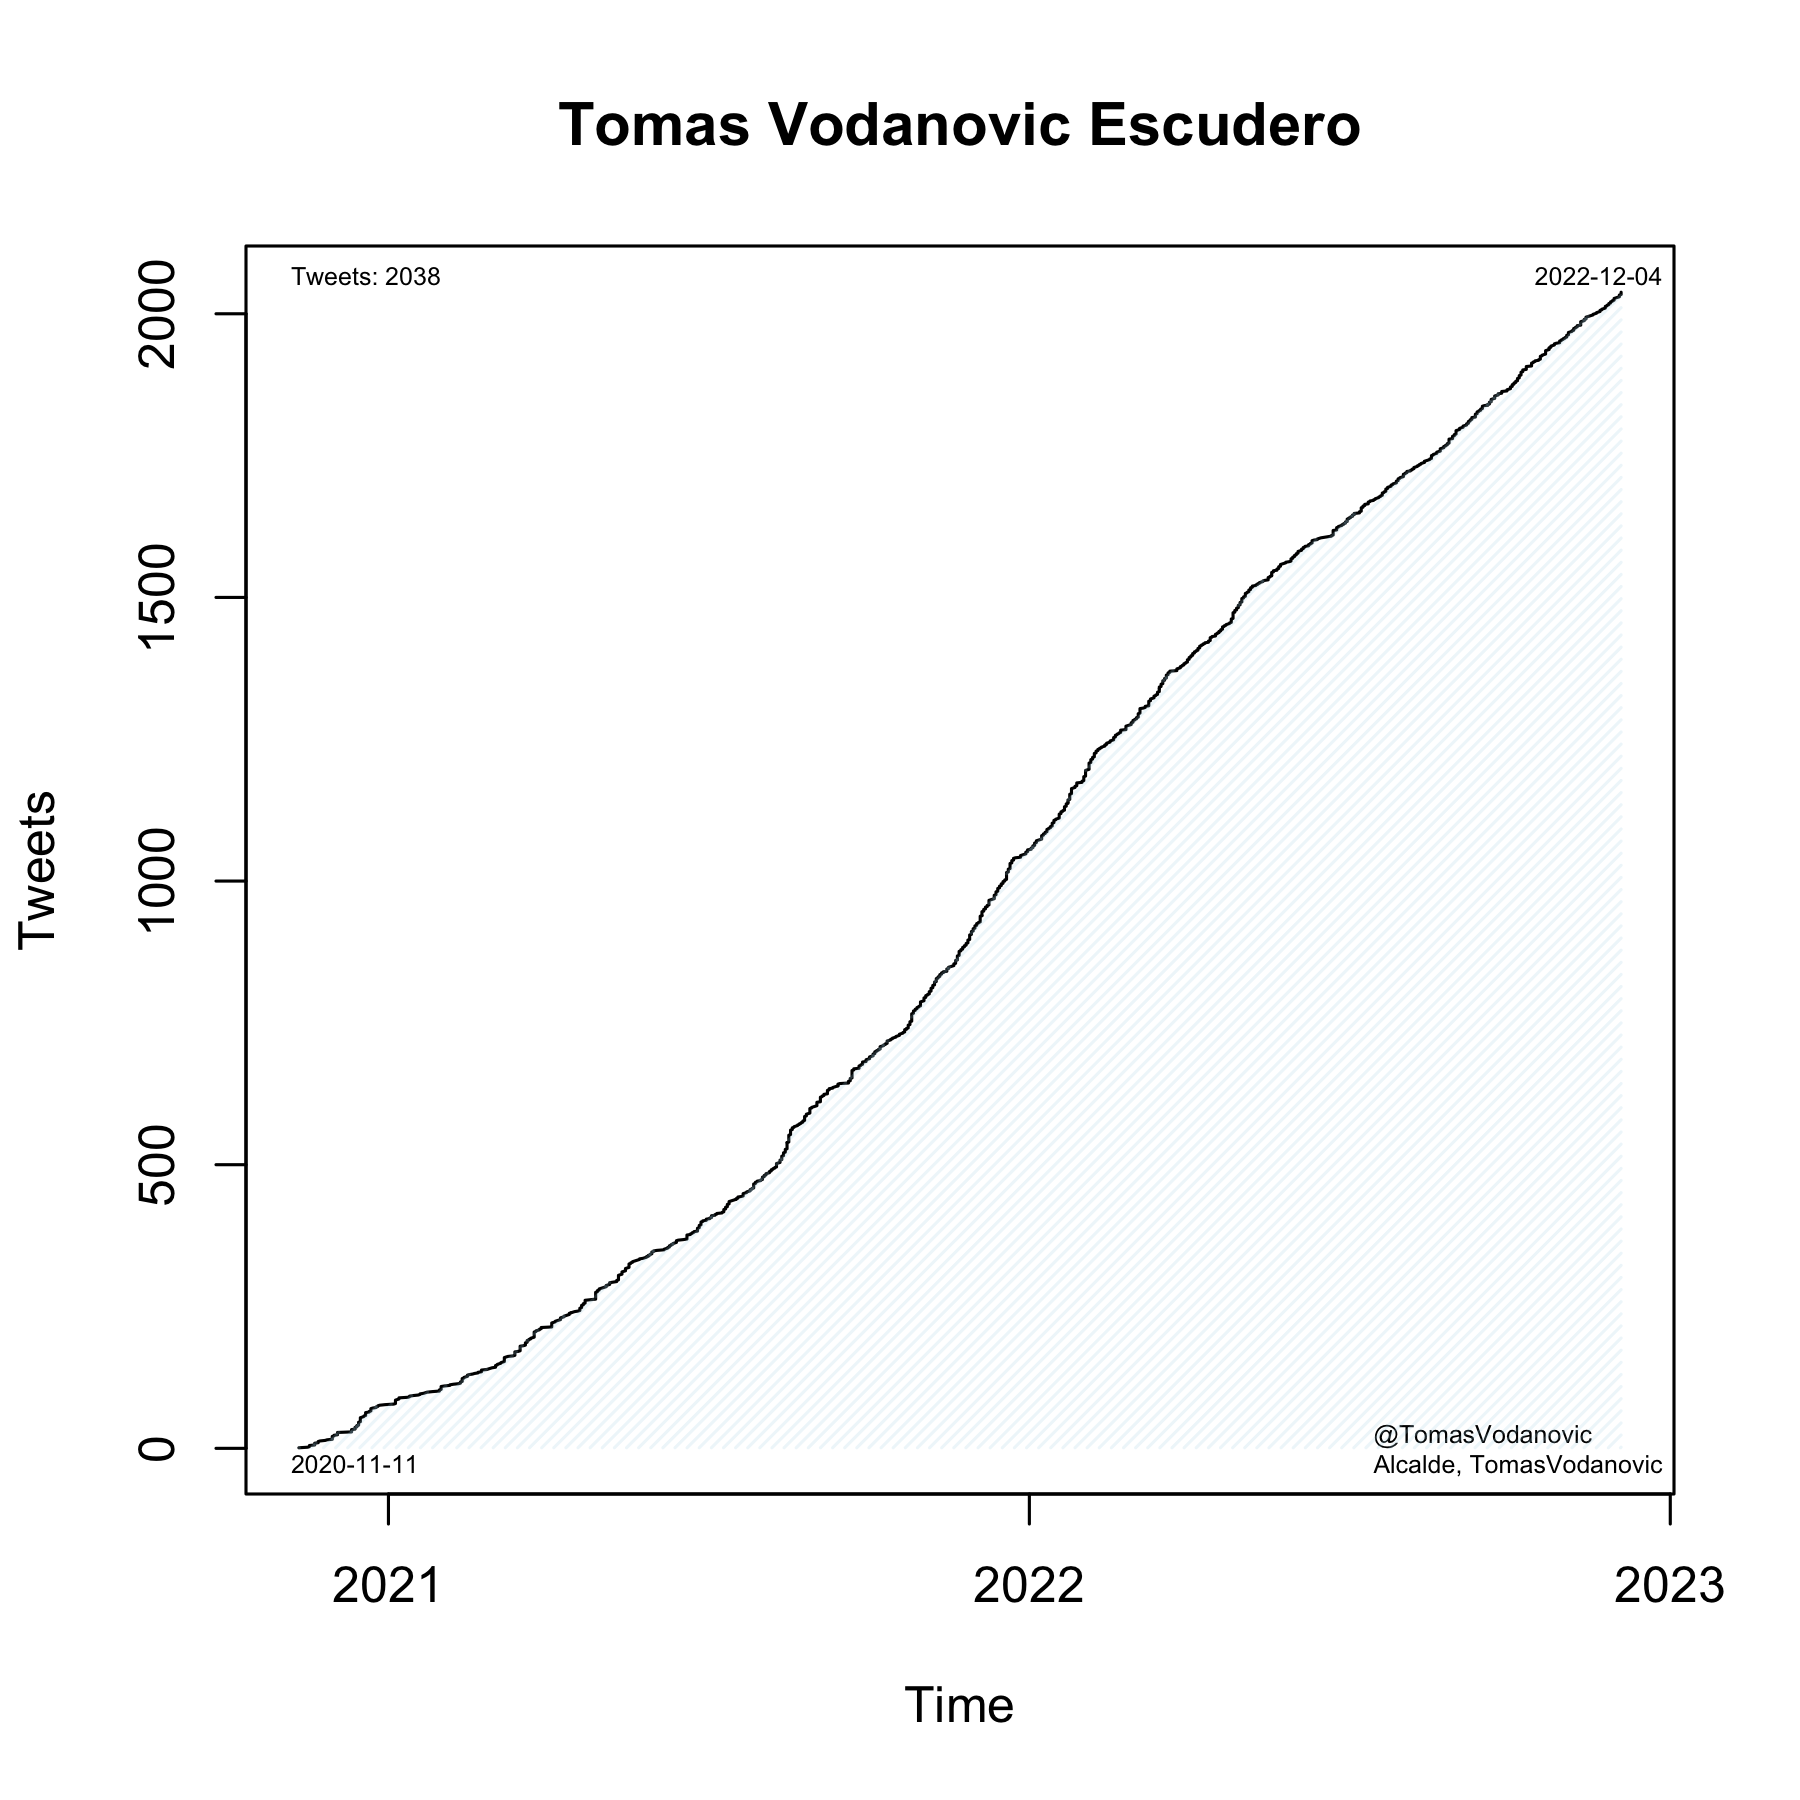 Tomas Vodanovic Escudero
Tweets: 2038
2022-12-04
2000
1500
1000
500
0
Tweets
@TomasVodanovic
Alcalde, TomasVodanovic
2020-11-11
2021
2022
2023
Time